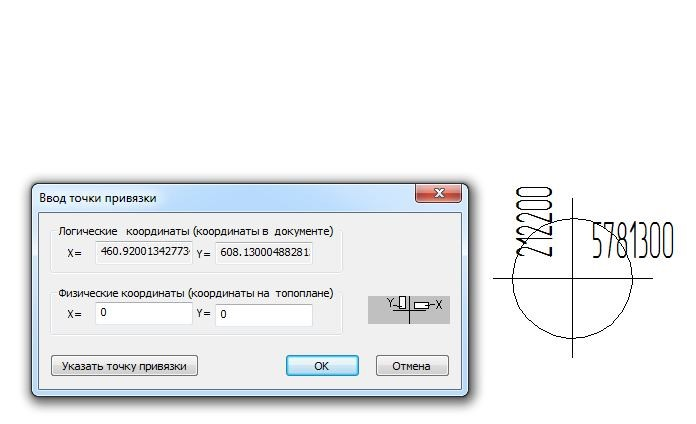 Ввод точки привязки
Логические координаты (координаты в документе)
X= 460.92001342773 Y= 608.13000488281
Физические координаты (координаты на топоплане)
X= 0 Y= 0
Y X
Указать точку привязки OK Отмена
212200
5781300